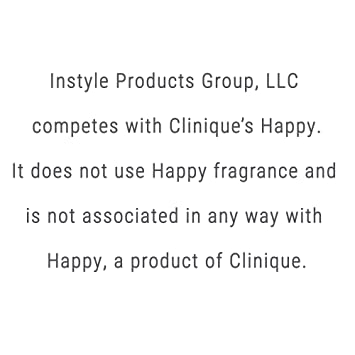 Instyle Products Group, LLC
competes with Clinique’s Happy.
It does not use Happy fragrance and
is not associated in any way with
Happy, a product of Clinique.